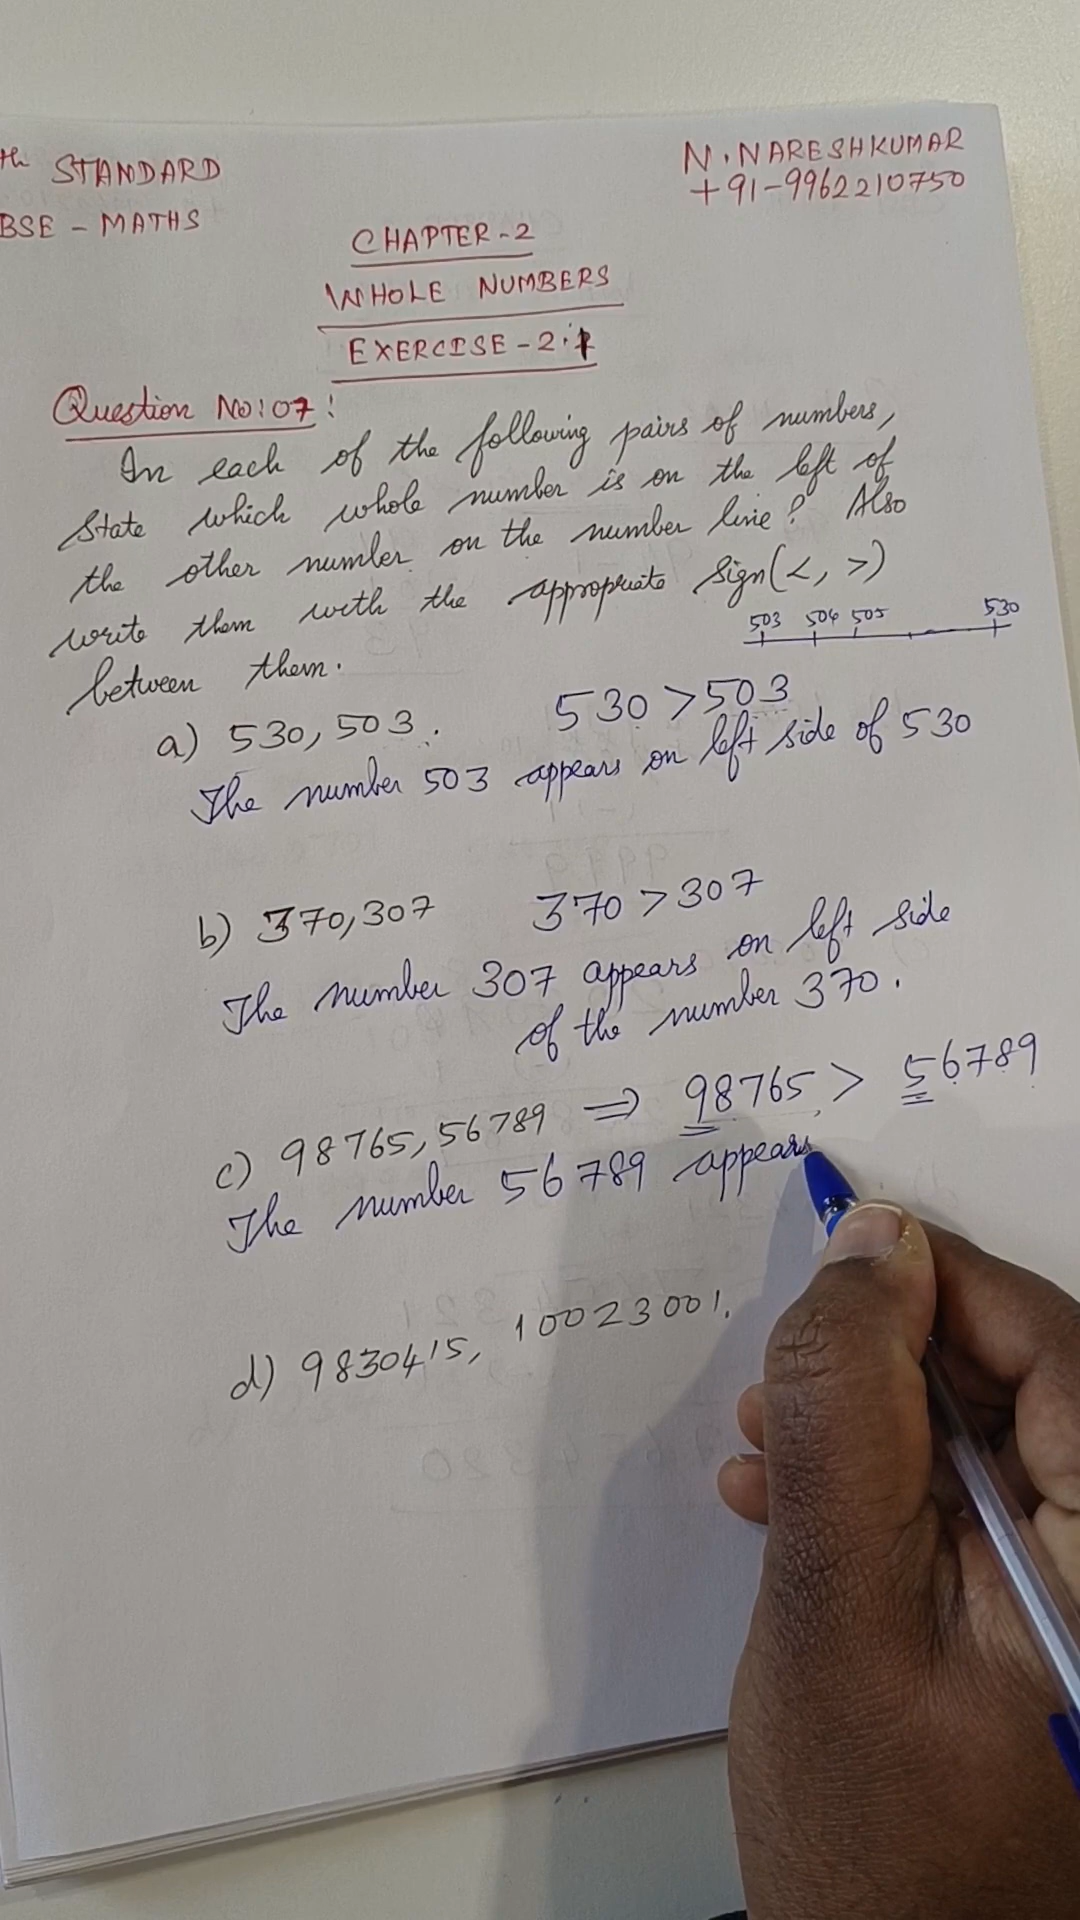 th STANDARD
BSE - MATHS
N. NARESHKUMAR
+91-9962210750
CHAPTER-2
WHOLE NUMBERS
EXERCISE-2.1
Question No:07:
In each of the following pairs of numbers,
State which whole number is on the left of
the other number on the number line? Also
write them with the appropriate sign(<, >)
between them.
503 504 505 530
a) 530, 503. 530 > 503
The number 503 appears on left side of 530
b) 370, 307 370 > 307
The number 307 appears on left side
of the number 370.
c) 98765, 56789 ⇒ 98765 > 56789
The number 56789 appears
d) 9830415, 10023001.